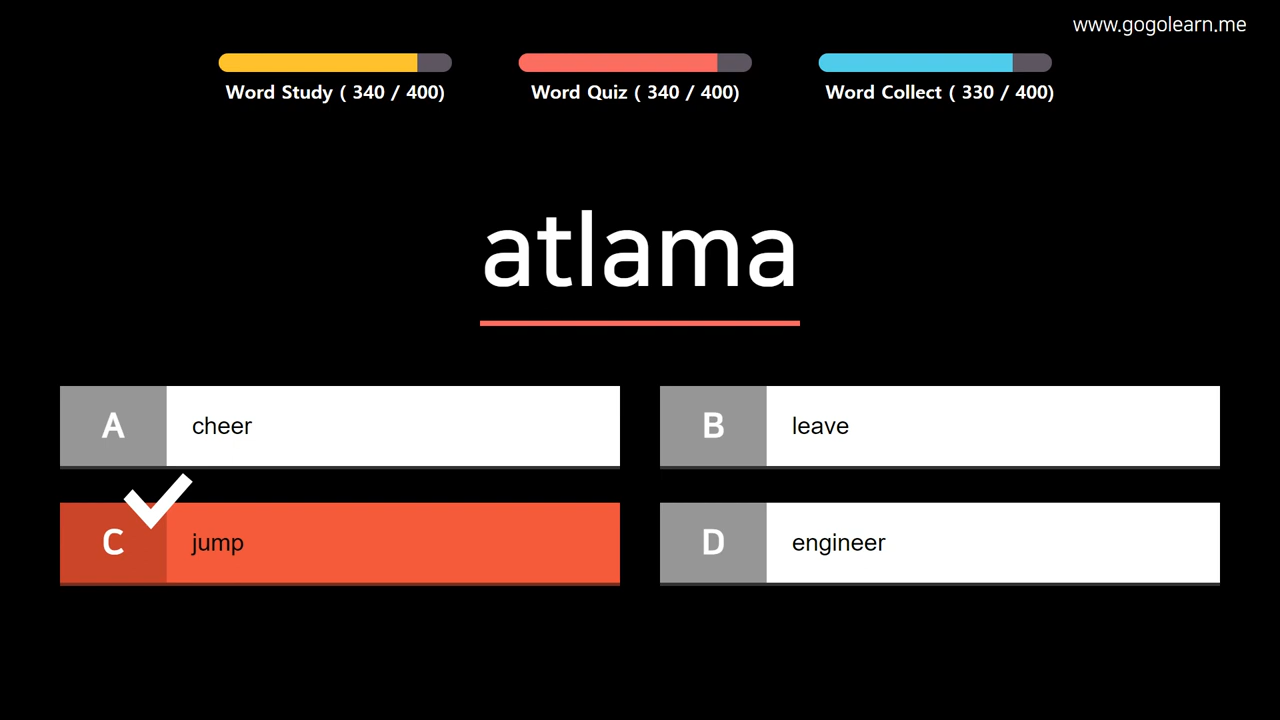 www.gogolearn.me
Word Study ( 340 / 400)
Word Quiz ( 340 / 400)
Word Collect ( 330 / 400)
atlama
A cheer
B leave
C jump
D engineer